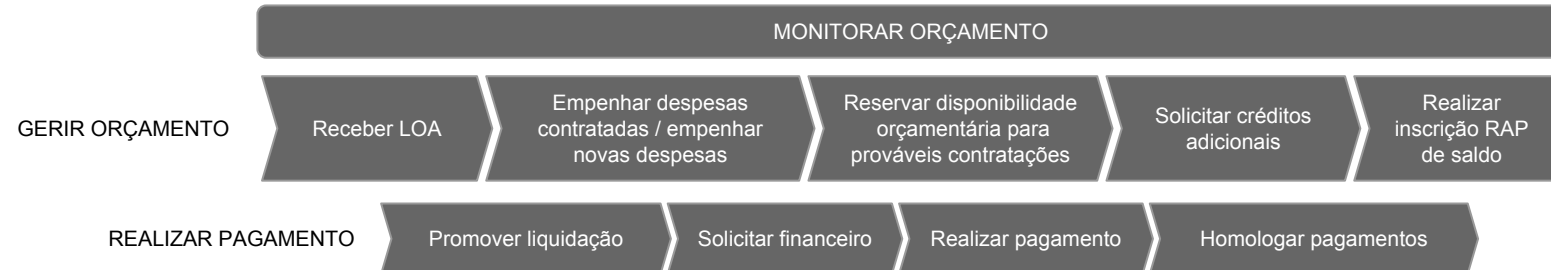 MONITORAR ORÇAMENTO
GERIR ORÇAMENTO
Receber LOA
Empenhar despesas
contratadas / empenhar
novas despesas
Reservar disponibilidade
orçamentária para
prováveis contratações
Solicitar créditos
adicionais
Realizar
inscrição RAP
de saldo
REALIZAR PAGAMENTO
Promover liquidação
Solicitar financeiro
Realizar pagamento
Homologar pagamentos